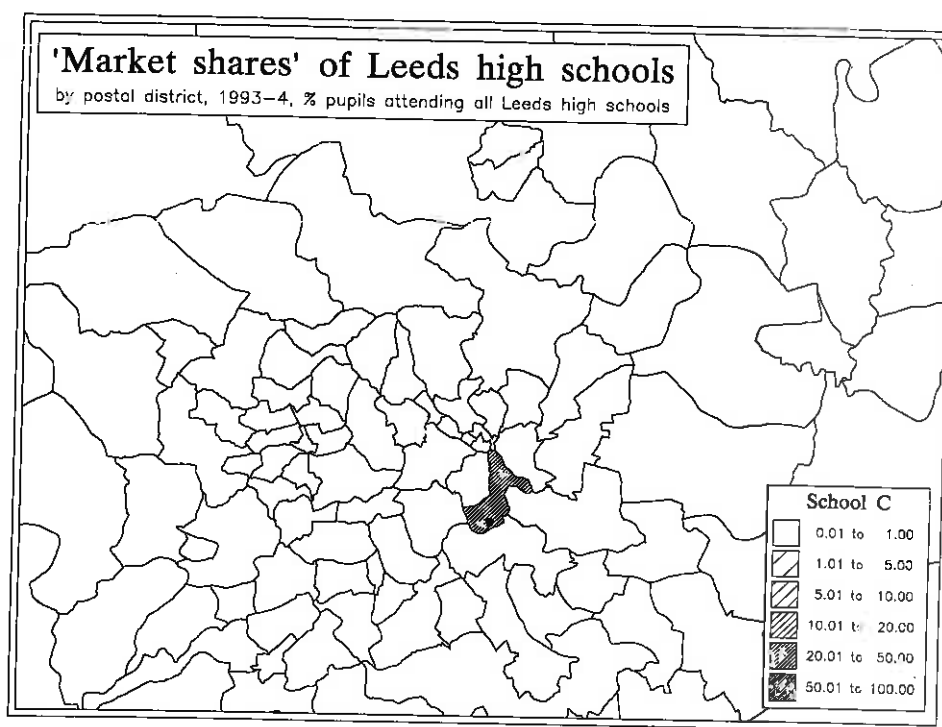 'Market shares' of Leeds high schools
by postal district, 1993-4, % pupils attending all Leeds high schools
School C
0.01 to 1.00
1.01 to 5.00
5.01 to 10.00
10.01 to 20.00
20.01 to 50.00
50.01 to 100.00